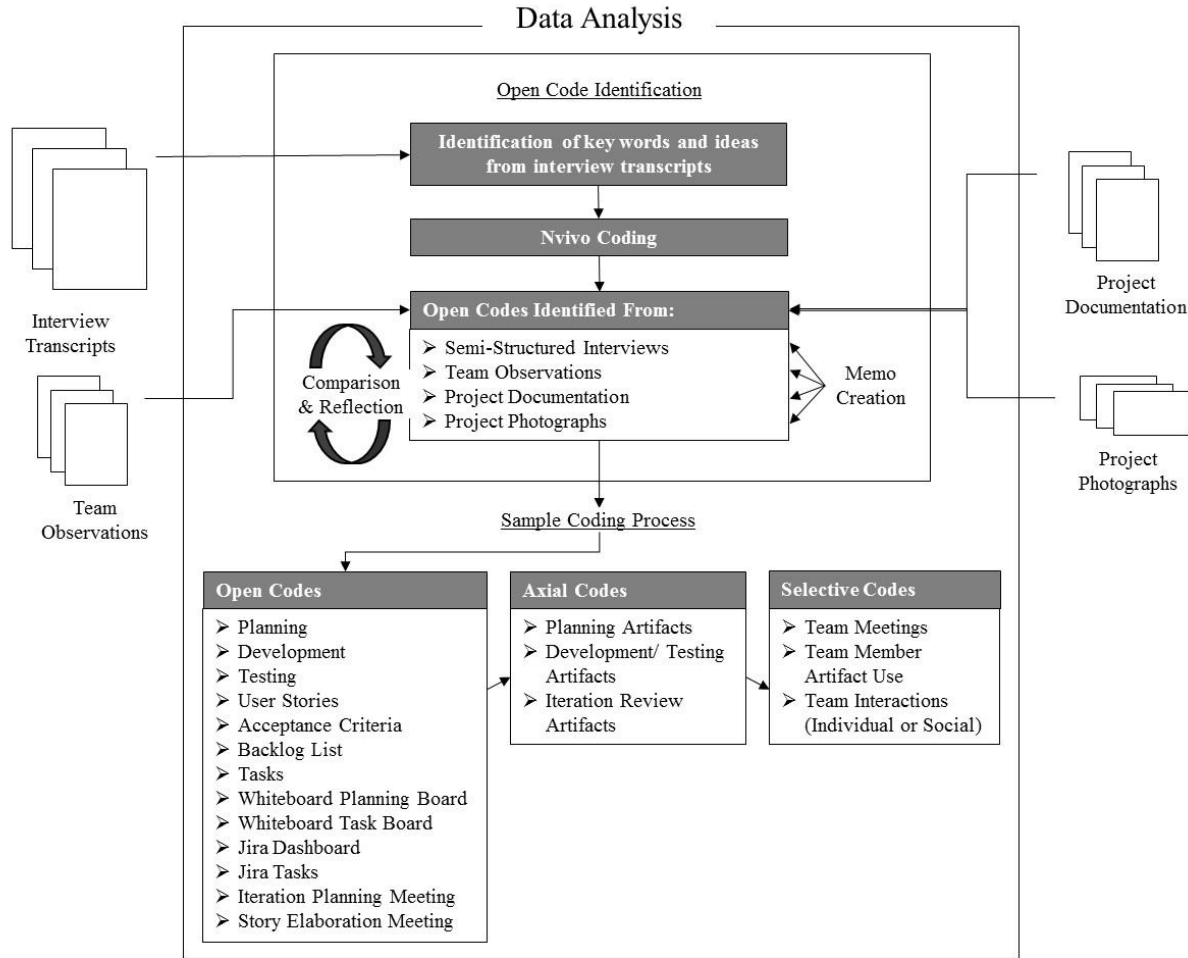 Data Analysis
Open Code Identification
Identification of key words and ideas
from interview transcripts
Nvivo Coding
Open Codes Identified From:
➢ Semi-Structured Interviews
➢ Team Observations
➢ Project Documentation
➢ Project Photographs
Comparison
& Reflection
Memo
Creation
Interview
Transcripts
Team
Observations
Project
Documentation
Project
Photographs
Sample Coding Process
Open Codes
➢ Planning
➢ Development
➢ Testing
➢ User Stories
➢ Acceptance Criteria
➢ Backlog List
➢ Tasks
➢ Whiteboard Planning Board
➢ Whiteboard Task Board
➢ Jira Dashboard
➢ Jira Tasks
➢ Iteration Planning Meeting
➢ Story Elaboration Meeting
Axial Codes
➢ Planning Artifacts
➢ Development/ Testing
Artifacts
➢ Iteration Review
Artifacts
Selective Codes
➢ Team Meetings
➢ Team Member
Artifact Use
➢ Team Interactions
(Individual or Social)